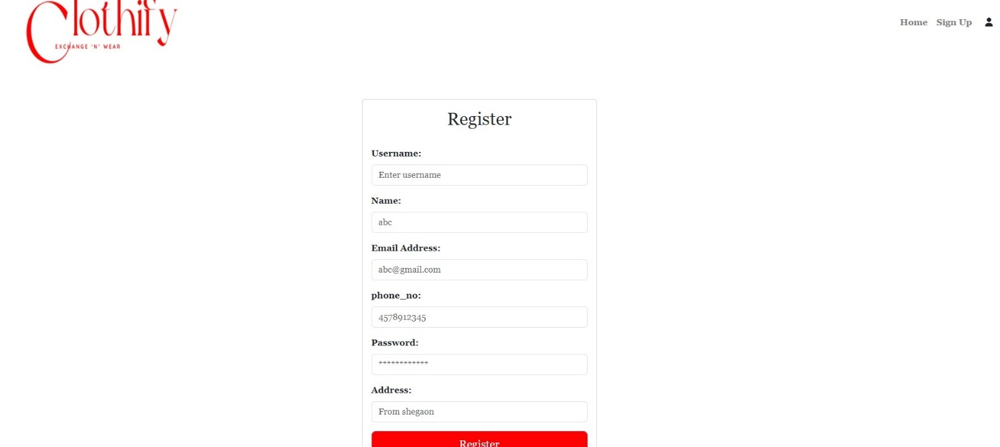 Clothify
EXCHANGE 'N' WEAR
Home Sign Up
Register
Username:
Enter username
Name:
abc
Email Address:
abc@gmail.com
phone_no:
4578912345
Password:
************
Address:
From shegaon
Register